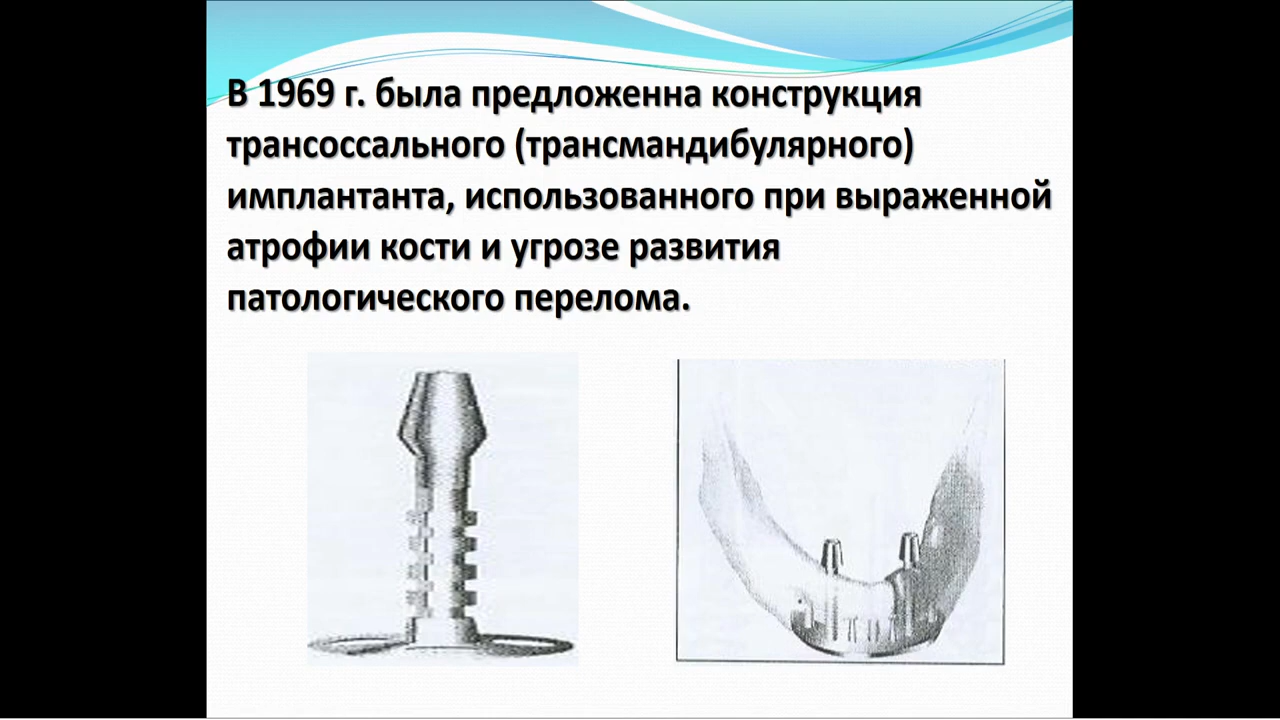 В 1969 г. была предложенна конструкция
трансоссального (трансмандибулярного)
имплантанта, использованного при выраженной
атрофии кости и угрозе развития
патологического перелома.